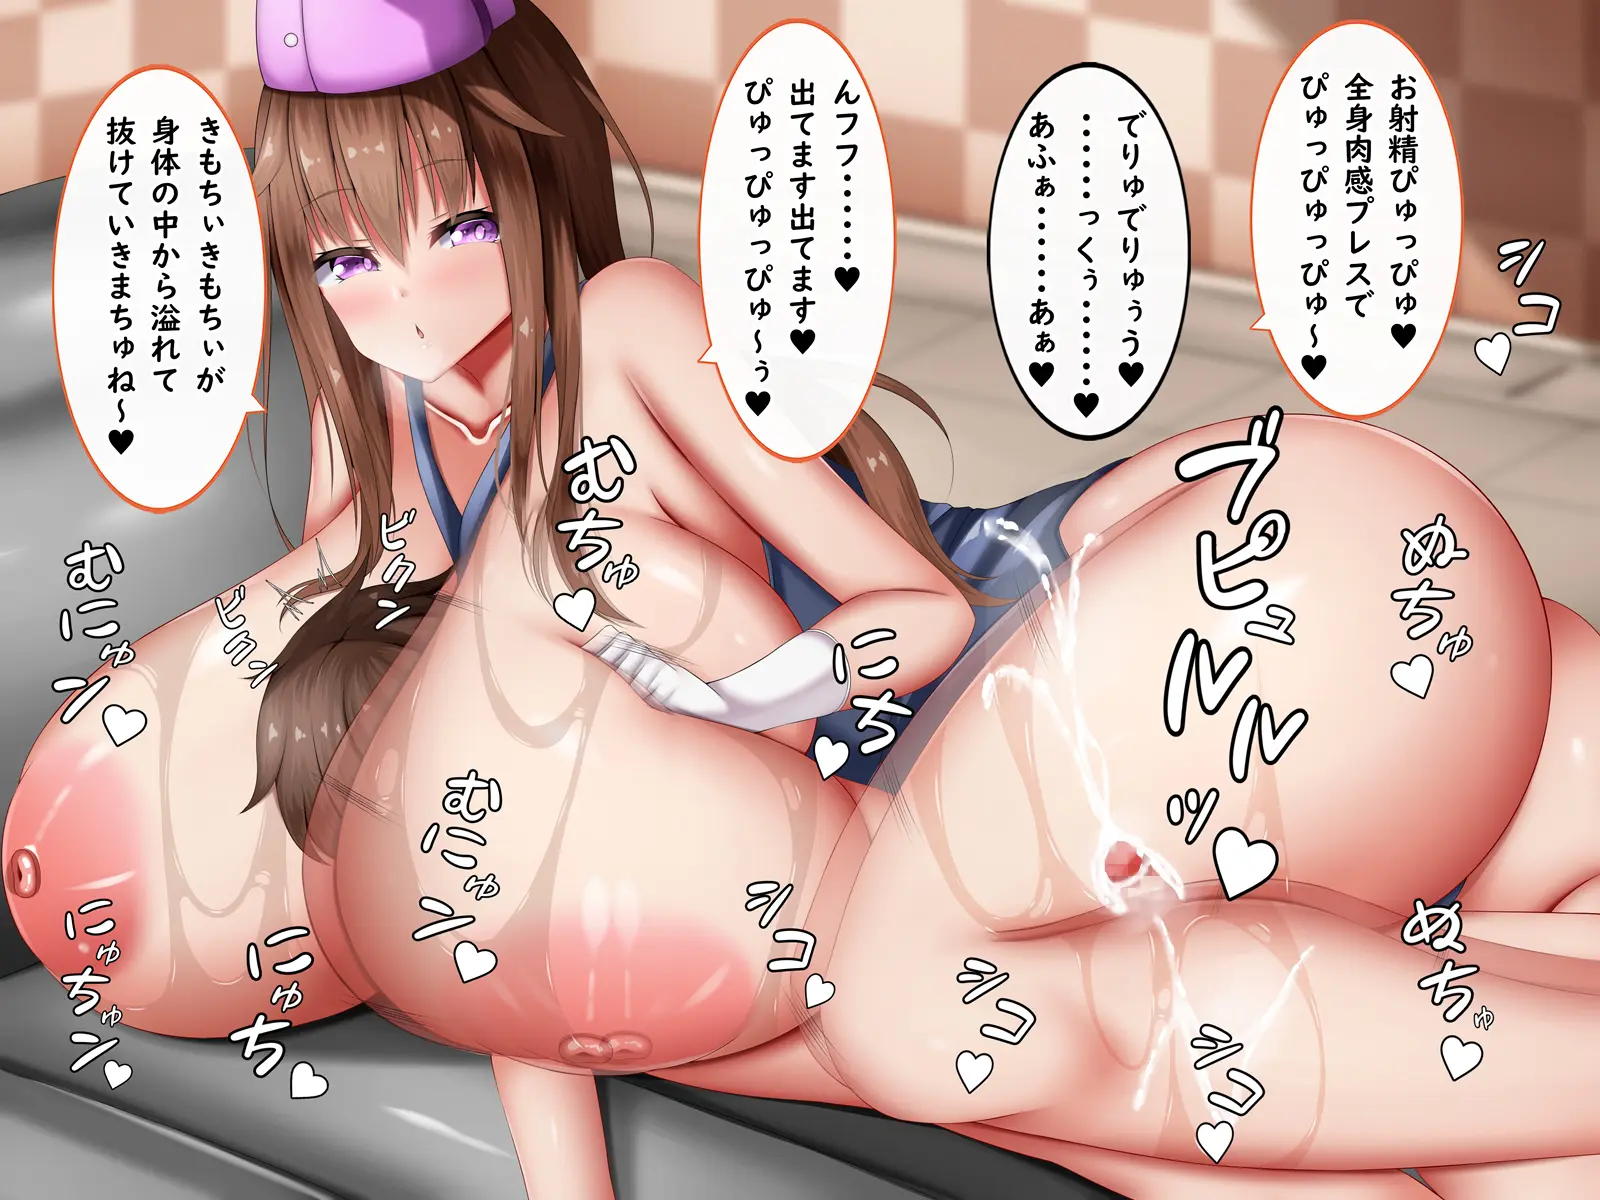 お射精ぴゅっぴゅ♥
全身肉感プレスで
ぴゅっぴゅっぴゅ～♥
でりゅでりゅぅう♥
・・・・・・っくぅ・・・・・・♥
あふぁ・・・・・・あぁ♥
んフフ・・・・・・♥
出てます出てます♥
ぴゅっぴゅっぴゅ～ぅ♥
きもちぃきもちぃが
身体の中から溢れて
抜けていきまちゅね～♥
シコ♡
ブピュルルルッ♡
ぬちゅ♡
ぬちゅ♡
むちゅ♡
にち♡
ビクン
ビクン
むにゅン♡
むにゅン♡
にゅちゅン♡
にゅち♡
シコ♡
シコ♡
シコ♡